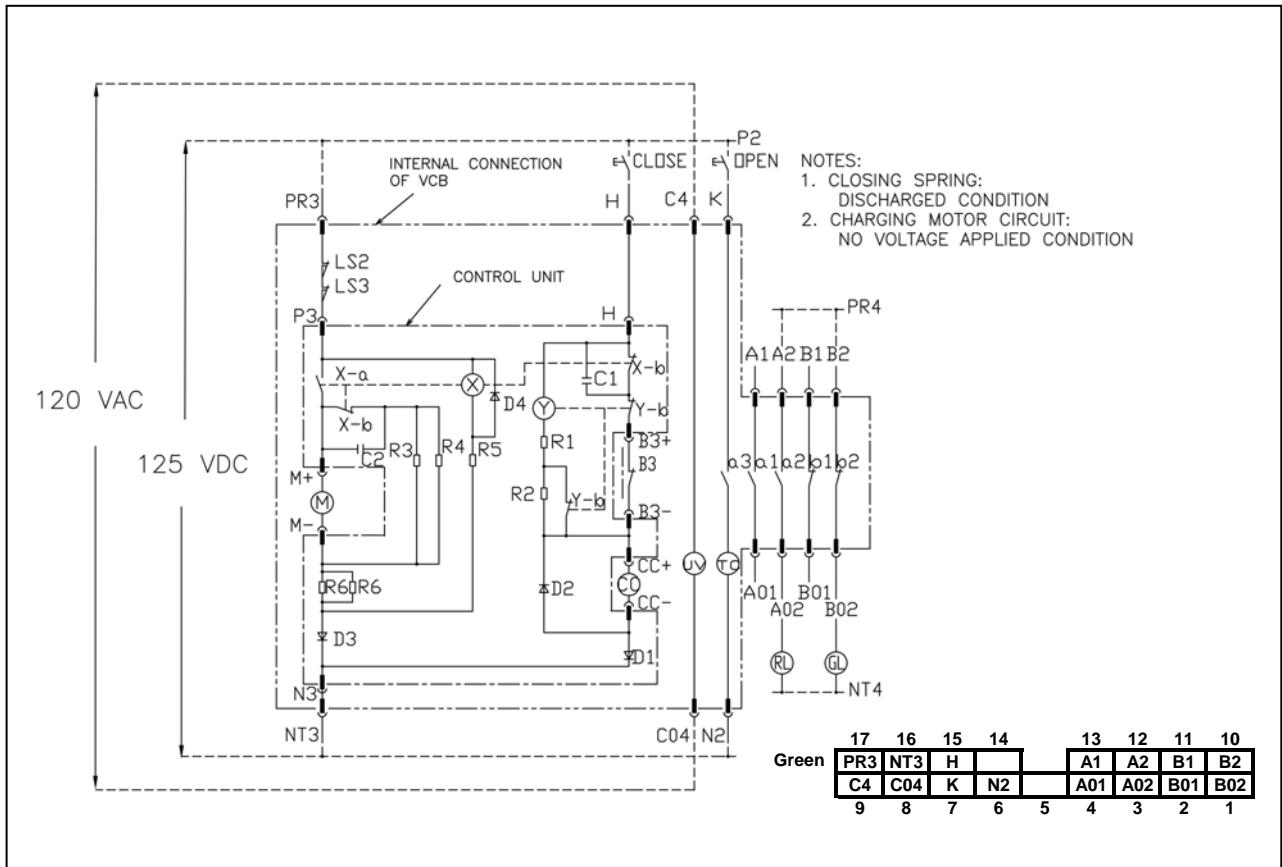 P2
INTERNAL CONNECTION
OF VCB
CLOSE
OPEN
NOTES:
1. CLOSING SPRING:
DISCHARGED CONDITION
2. CHARGING MOTOR CIRCUIT:
NO VOLTAGE APPLIED CONDITION
PR3
H
C4
K
LS2
LS3
CONTROL UNIT
P3
H
PR4
A1
A2
B1
B2
X-a
X
X-b
C1
D4
120 VAC
125 VDC
X-b
Y
Y-b
C2
R3
R4
R5
R1
B3+
B3
M+
M
M-
R2
Y-b
B3-
a3
a1
a2
b1
b2
CC+
CC
CC-
UV
TC
R6
R6
D2
A01
A02
B01
B02
D3
D1
RL
GL
N3
NT4
NT3
C04
N2
17 16 15 14 13 12 11 10
Green PR3 NT3 H A1 A2 B1 B2
C4 C04 K N2 A01 A02 B01 B02
9 8 7 6 5 4 3 2 1